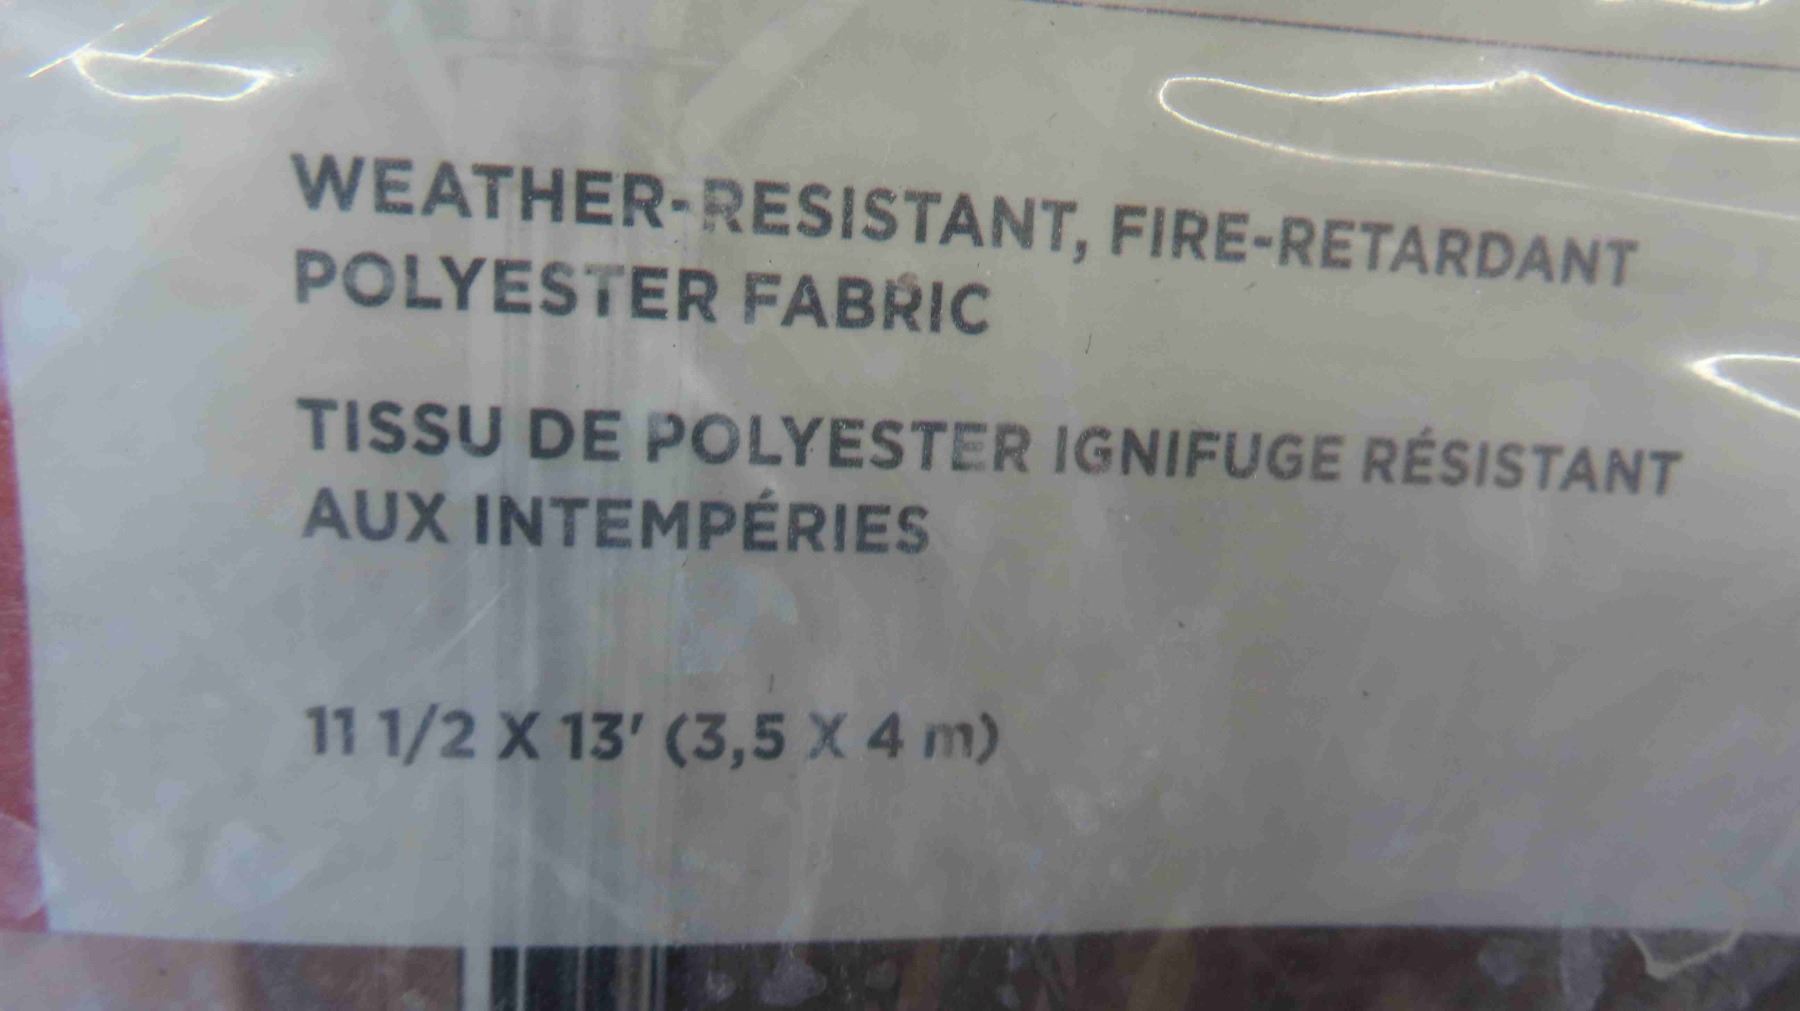 WEATHER-RESISTANT, FIRE-RETARDANT
POLYESTER FABRIC
TISSU DE POLYESTER IGNIFUGE RÉSISTANT
AUX INTEMPÉRIES
11 1/2 X 13' (3,5 X 4 m)